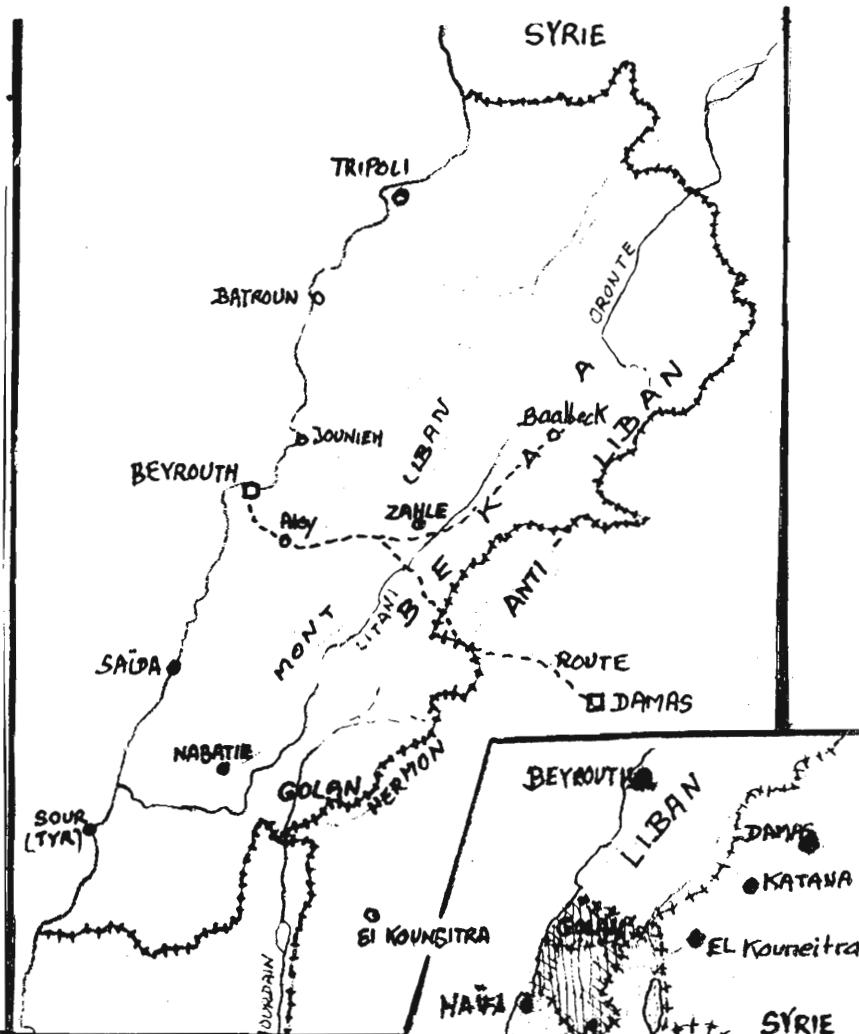 SYRIE
TRIPOLI
ORONTE
BATROUN
Baalbeck
JOUNIEH
LIBAN
BEYROUTH
Aley
ZAHLE
BEKAA
ANTI LIBAN
MONT
LITANI
SAÏDA
ROUTE
DAMAS
NABATIE
GOLAN
HERMON
SOUR
(TYR)
El KOUNEITRA
JOURDAIN
BEYROUTH
LIBAN
DAMAS
KATANA
GOLAN
EL Kouneitra
HAÏFA
SYRIE